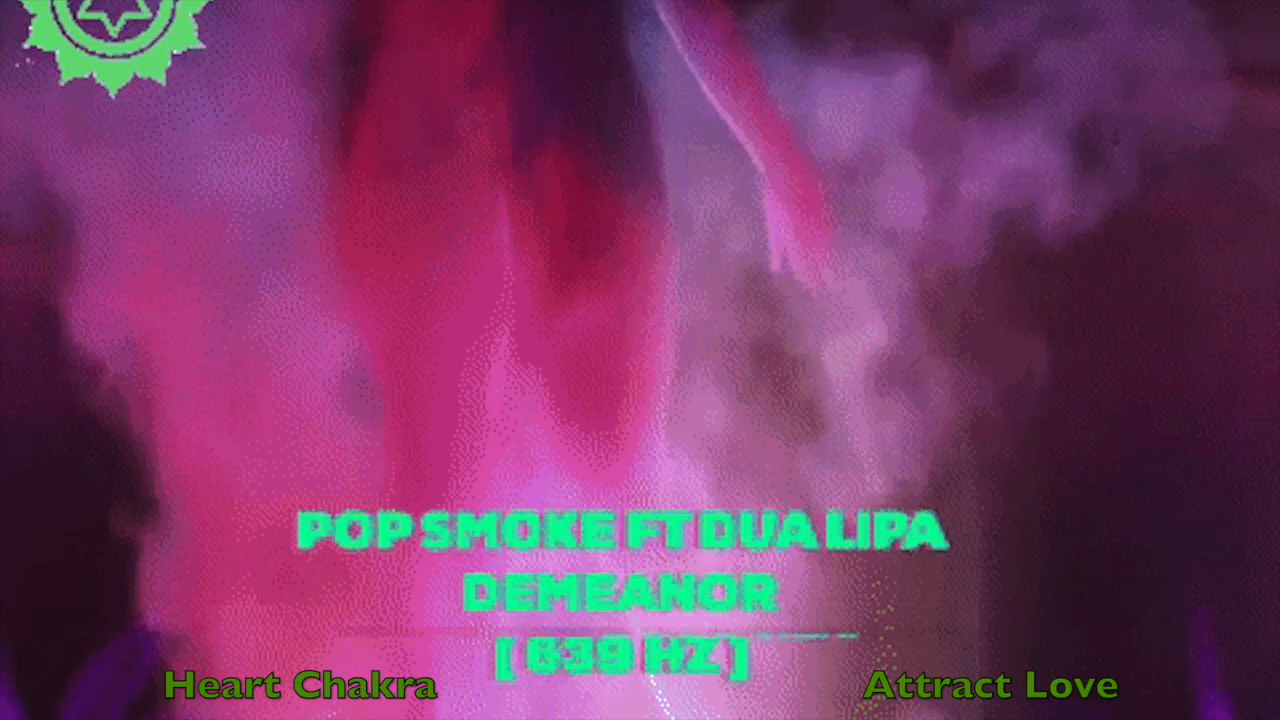 POP SMOKE FT DUA LIPA
DEMEANOR
[ 639 HZ ]
Heart Chakra
Attract Love